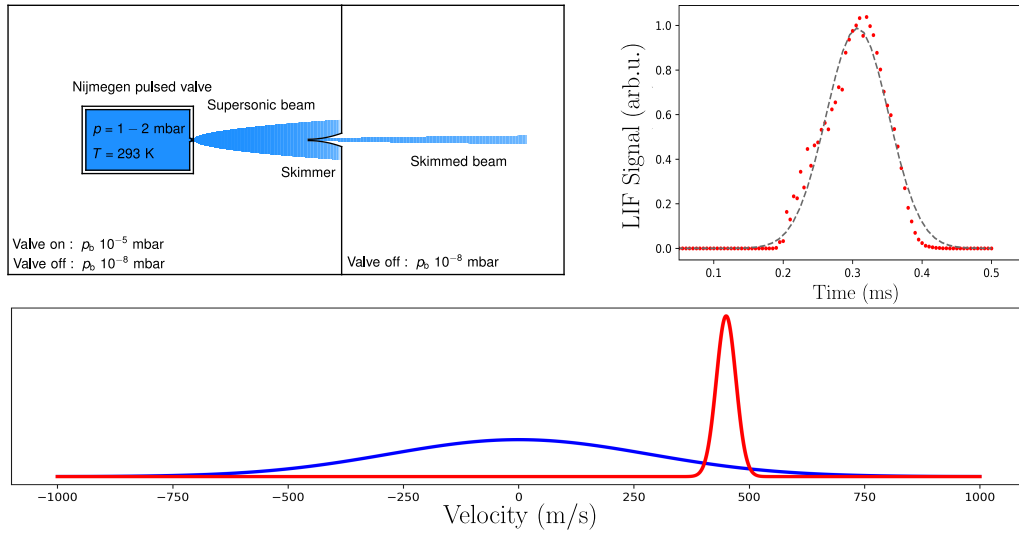 Nijmegen pulsed valve
p = 1 − 2 mbar
T = 293 K
Supersonic beam
Skimmer
Skimmed beam
Valve on : p_b 10^{-5} mbar
Valve off : p_b 10^{-8} mbar
Valve off : p_b 10^{-8} mbar
LIF Signal (arb.u.)
1.0
0.8
0.6
0.4
0.2
0.0
0.1 0.2 0.3 0.4 0.5
Time (ms)
−1000 −750 −500 −250 0 250 500 750 1000
Velocity (m/s)